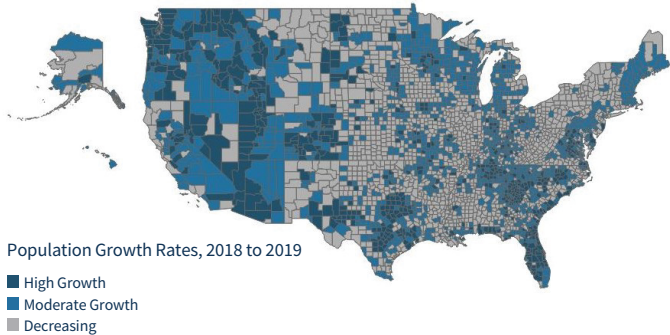 Population Growth Rates, 2018 to 2019
High Growth
Moderate Growth
Decreasing